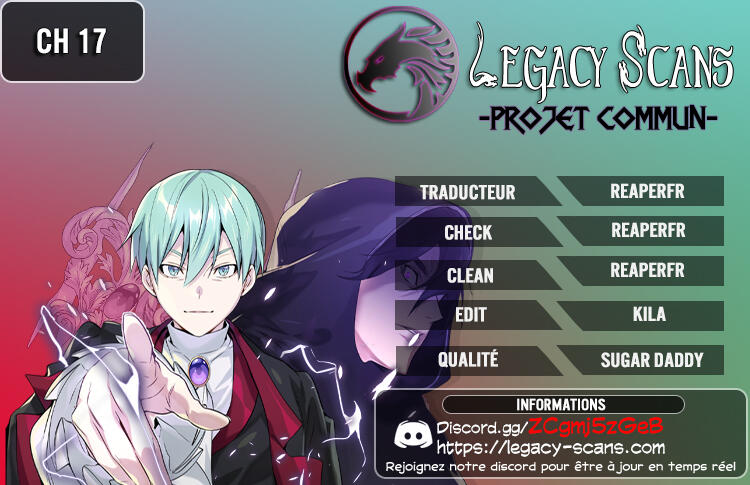 CH 17
LEGACY SCANS
-PROJET COMMUN-
TRADUCTEUR REAPERFR
CHECK REAPERFR
CLEAN REAPERFR
EDIT KILA
QUALITÉ SUGAR DADDY
INFORMATIONS
Discord.gg/ZCgmj5zGeB
https://legacy-scans.com
Rejoignez notre discord pour être à jour en temps réel